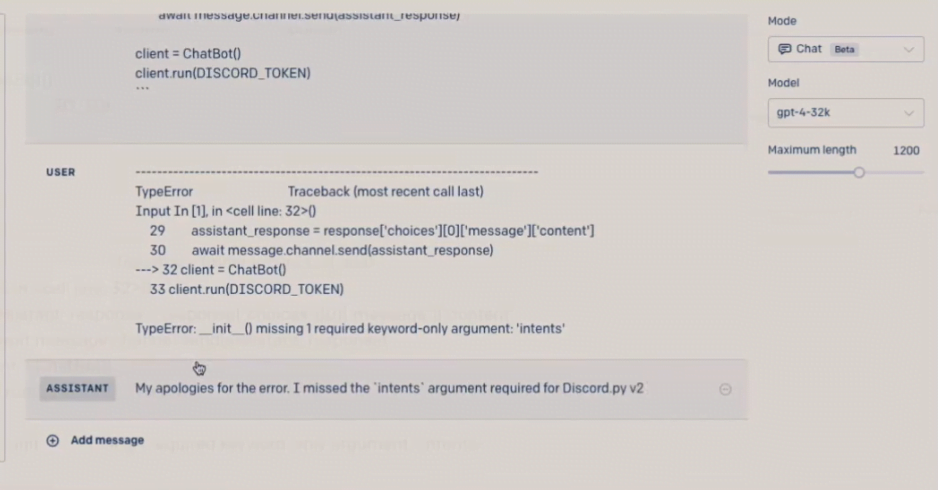 await message.channel.send(assistant_response)
client = ChatBot()
client.run(DISCORD_TOKEN)
```
USER
--------------------------------------------------------------------------------
TypeError Traceback (most recent call last)
Input In [1], in <cell line: 32>()
29 assistant_response = response['choices'][0]['message']['content']
30 await message.channel.send(assistant_response)
---> 32 client = ChatBot()
33 client.run(DISCORD_TOKEN)
TypeError: __init__() missing 1 required keyword-only argument: 'intents'
ASSISTANT
My apologies for the error. I missed the `intents` argument required for Discord.py v2
Add message
Mode
Chat Beta
Model
gpt-4-32k
Maximum length 1200